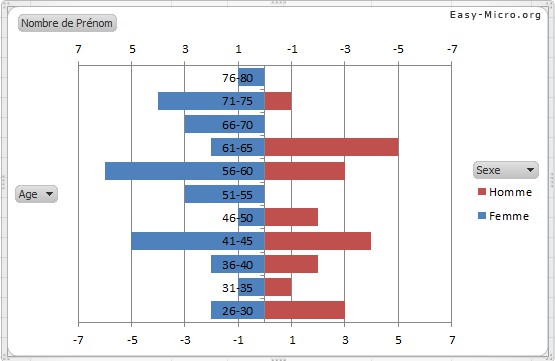 Easy-Micro.org
Nombre de Prénom
7 5 3 1 -1 -3 -5 -7
76-80
71-75
66-70
61-65
56-60
51-55
46-50
41-45
36-40
31-35
26-30
Age
Sexe
Homme
Femme
-7 -5 -3 -1 1 3 5 7